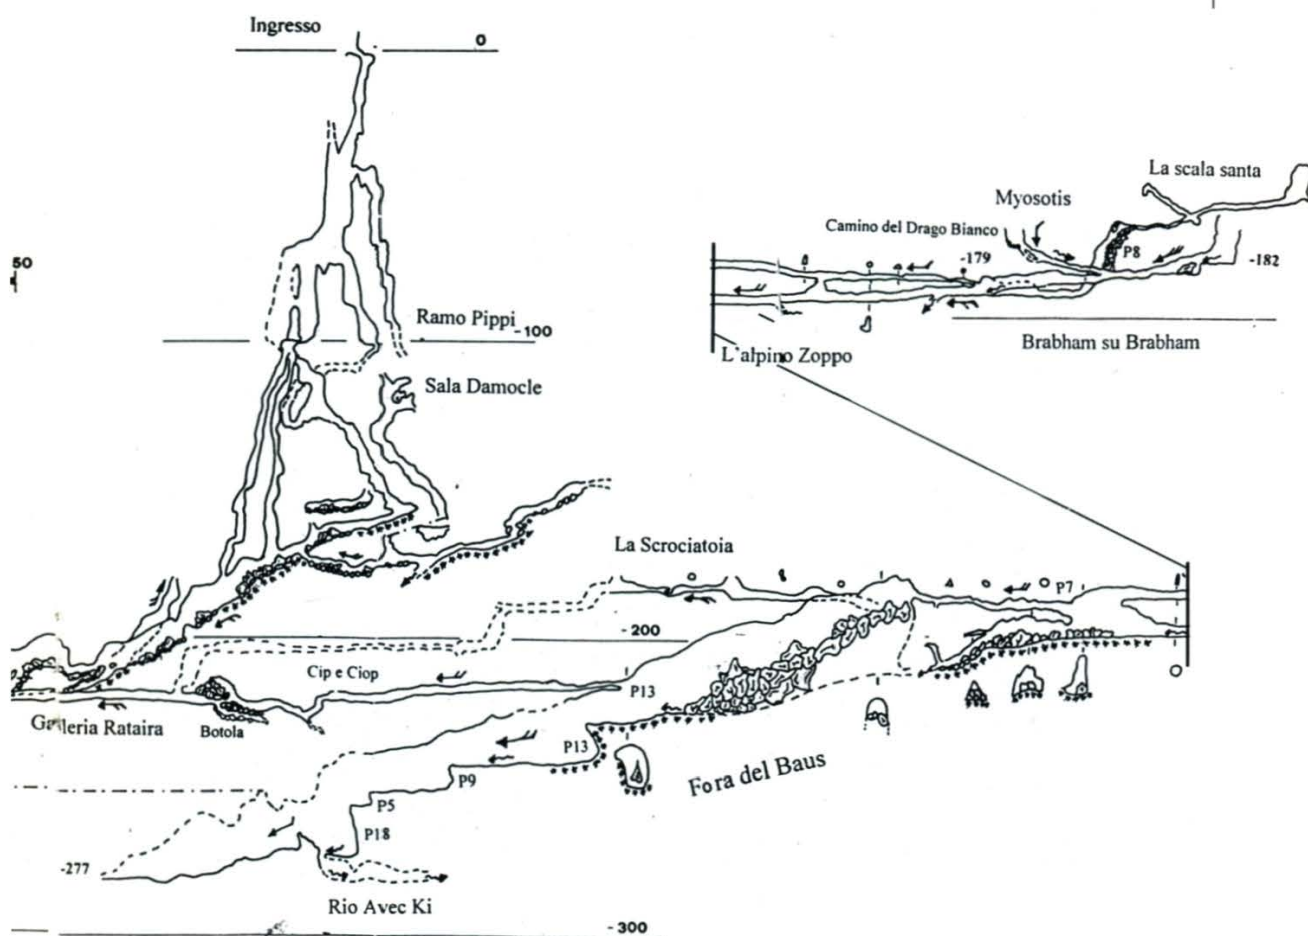 Ingresso
0
La scala santa
Myosotis
Camino del Drago Bianco
-179
P8
-182
50
Ramo Pippi
-100
Brabham su Brabham
L'alpino Zoppo
Sala Damocle
La Scrociatoia
P7
-200
Cip e Ciop
P13
Galleria Rataira
Botola
P13
Fora del Baus
P9
P5
P18
-277
Rio Avec Ki
-300